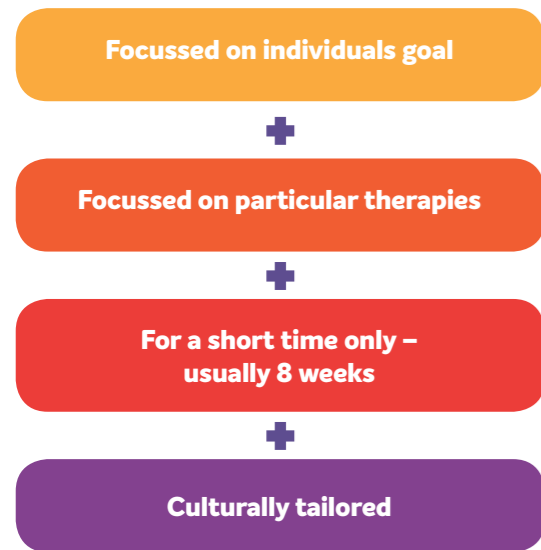 Focussed on individuals goal
Focussed on particular therapies
For a short time only –
usually 8 weeks
Culturally tailored